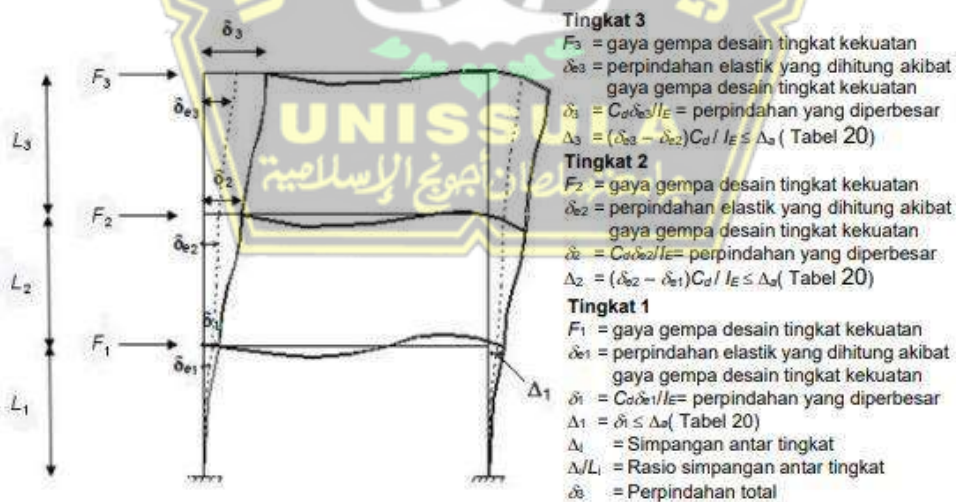 δ3
F3
δe3
L3
UNISSULA
جامعة سلطان أجونج الإسلامية
δ2
F2
δe2
L2
δ1
F1
δe1
Δ1
L1
Tingkat 3
F3 = gaya gempa desain tingkat kekuatan
δe3 = perpindahan elastik yang dihitung akibat
gaya gempa desain tingkat kekuatan
δ3 = Cdδe3/IE = perpindahan yang diperbesar
Δ3 = (δe3 – δe2)Cd / IE ≤ Δa ( Tabel 20)
Tingkat 2
F2 = gaya gempa desain tingkat kekuatan
δe2 = perpindahan elastik yang dihitung akibat
gaya gempa desain tingkat kekuatan
δ2 = Cdδe2/IE= perpindahan yang diperbesar
Δ2 = (δe2 – δe1)Cd / IE ≤ Δa( Tabel 20)
Tingkat 1
F1 = gaya gempa desain tingkat kekuatan
δe1 = perpindahan elastik yang dihitung akibat
gaya gempa desain tingkat kekuatan
δ1 = Cdδe1/IE= perpindahan yang diperbesar
Δ1 = δ1 ≤ Δa( Tabel 20)
Δi = Simpangan antar tingkat
Δi/Li = Rasio simpangan antar tingkat
δ3 = Perpindahan total